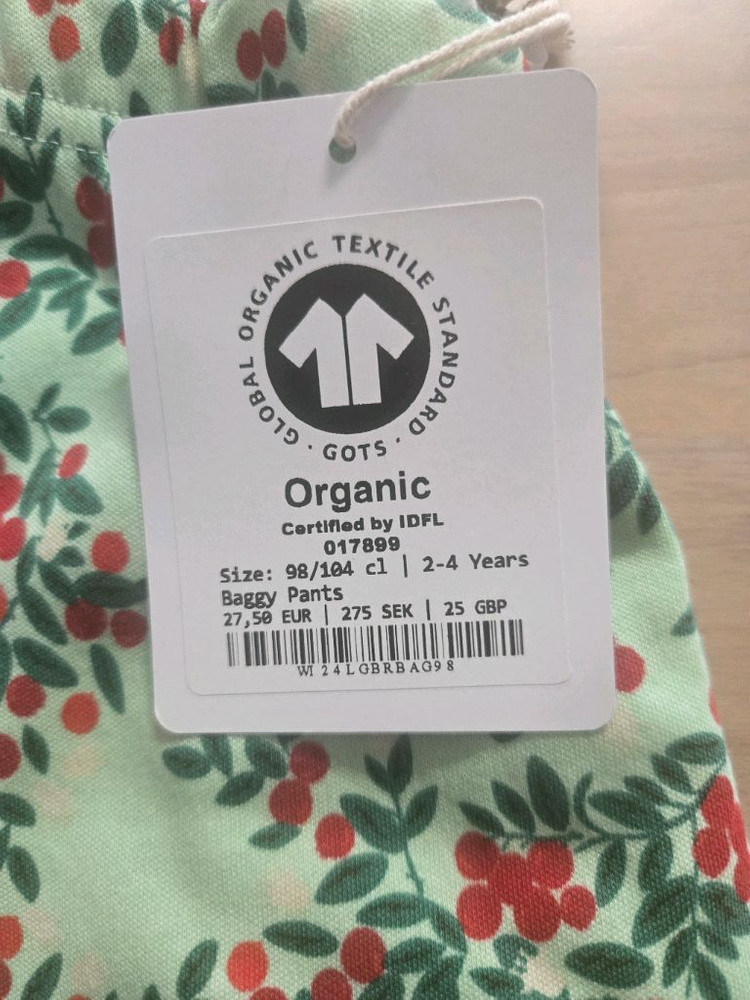 GLOBAL ORGANIC TEXTILE STANDARD · GOTS ·
Organic
Certified by IDFL
017899
Size: 98/104 cl | 2-4 Years
Baggy Pants
27,50 EUR | 275 SEK | 25 GBP
WI24LGBRBAG98